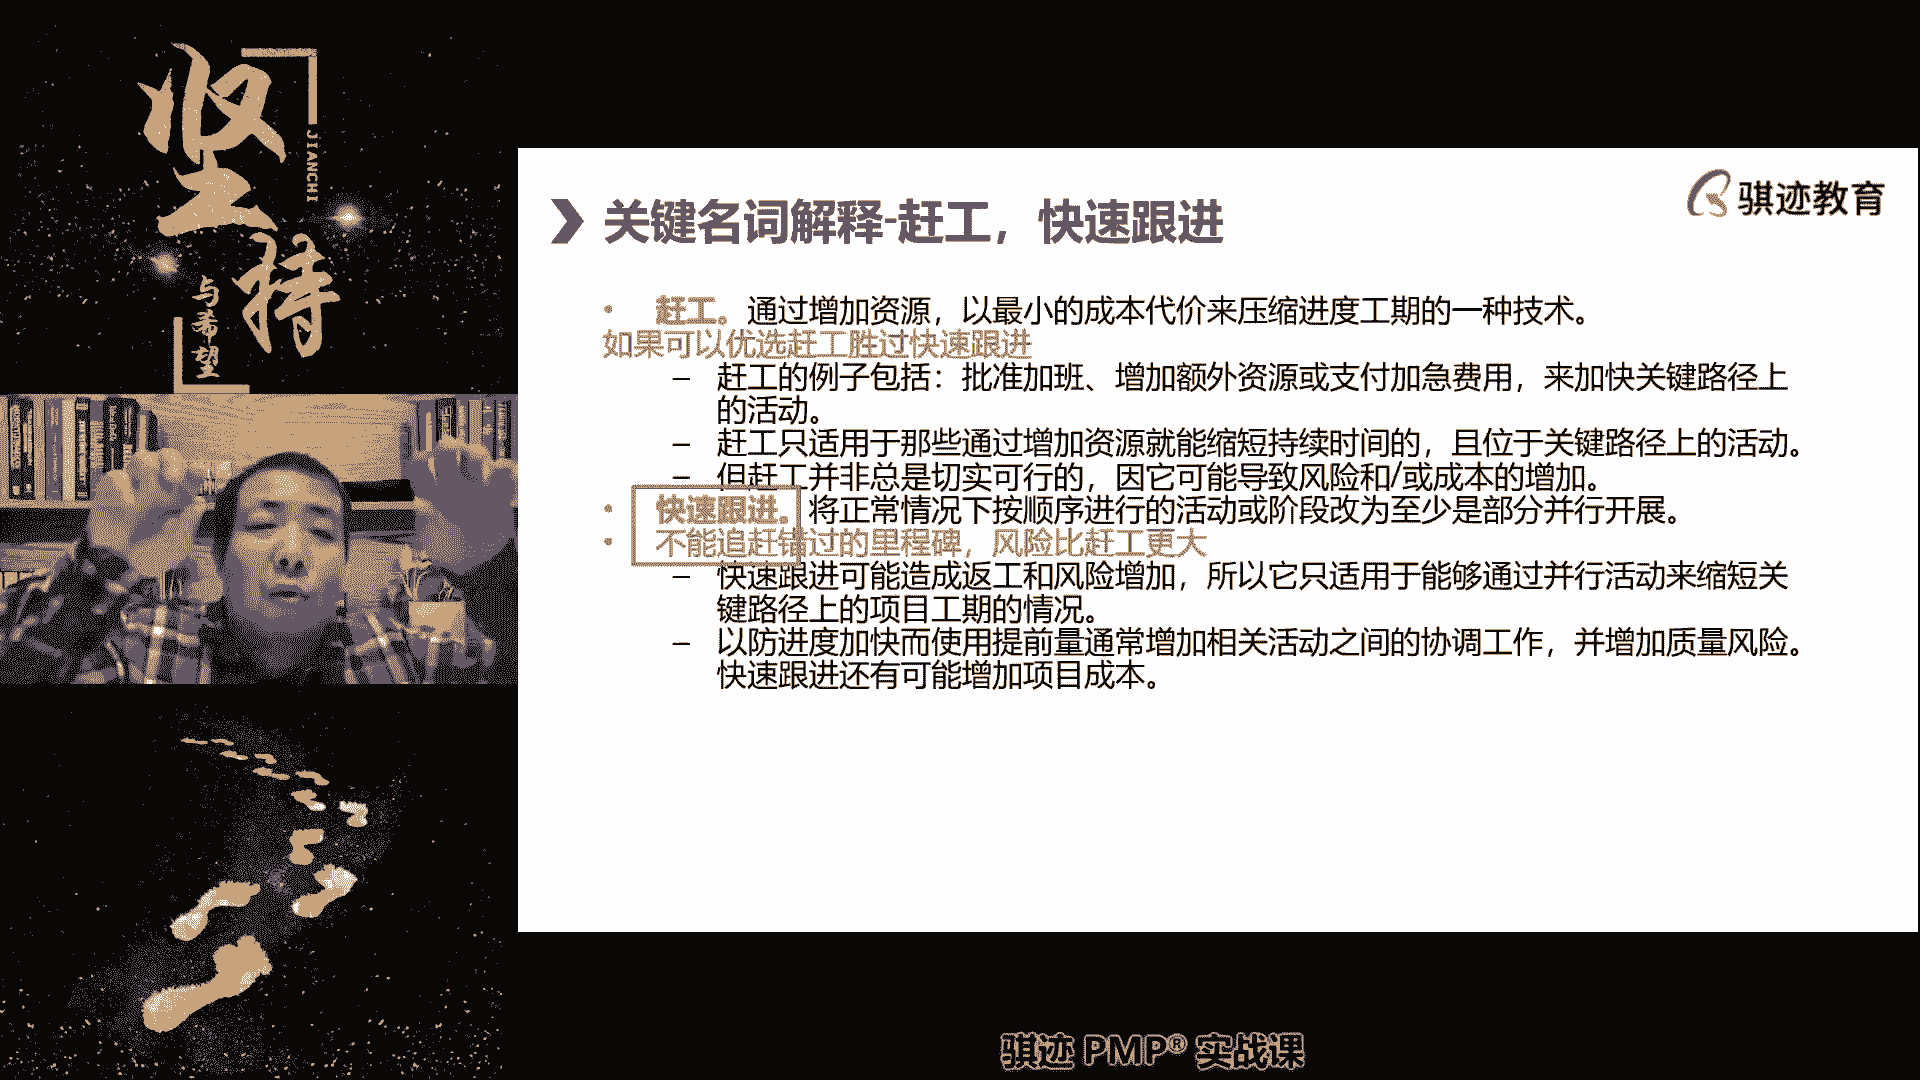 坚持
JIANCHI
与希望
骐迹教育
关键名词解释-赶工，快速跟进
• 赶工。通过增加资源，以最小的成本代价来压缩进度工期的一种技术。
如果可以优选赶工胜过快速跟进
– 赶工的例子包括：批准加班、增加额外资源或支付加急费用，来加快关键路径上
的活动。
– 赶工只适用于那些通过增加资源就能缩短持续时间的，且位于关键路径上的活动。
– 但赶工并非总是切实可行的，因它可能导致风险和/或成本的增加。
• 快速跟进。将正常情况下按顺序进行的活动或阶段改为至少是部分并行开展。
• 不能追赶错过的里程碑，风险比赶工更大
– 快速跟进可能造成返工和风险增加，所以它只适用于能够通过并行活动来缩短关
键路径上的项目工期的情况。
– 以防进度加快而使用提前量通常增加相关活动之间的协调工作，并增加质量风险。
快速跟进还有可能增加项目成本。
骐迹 PMP® 实战课